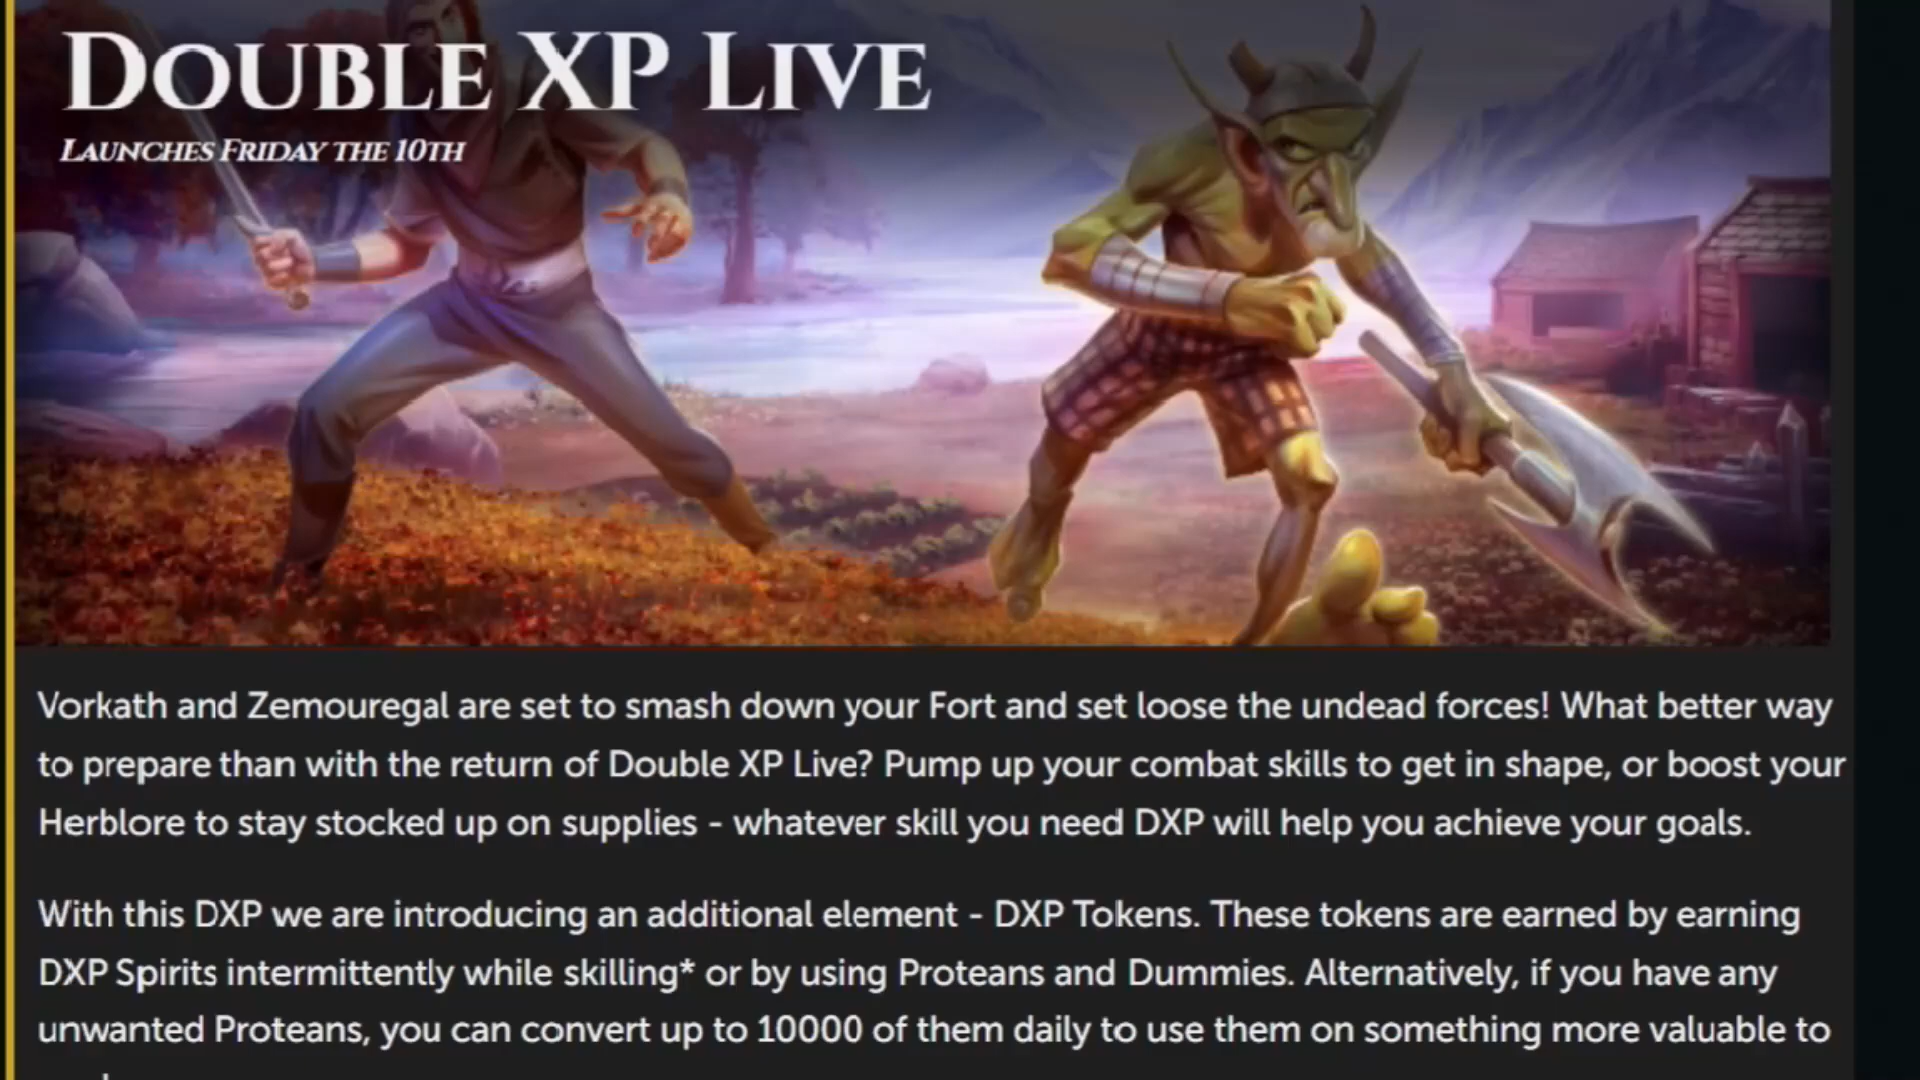 Double XP Live
Launches Friday the 10th
Vorkath and Zemouregal are set to smash down your Fort and set loose the undead forces! What better way
to prepare than with the return of Double XP Live? Pump up your combat skills to get in shape, or boost your
Herblore to stay stocked up on supplies - whatever skill you need DXP will help you achieve your goals.
With this DXP we are introducing an additional element - DXP Tokens. These tokens are earned by earning
DXP Spirits intermittently while skilling* or by using Proteans and Dummies. Alternatively, if you have any
unwanted Proteans, you can convert up to 10000 of them daily to use them on something more valuable to